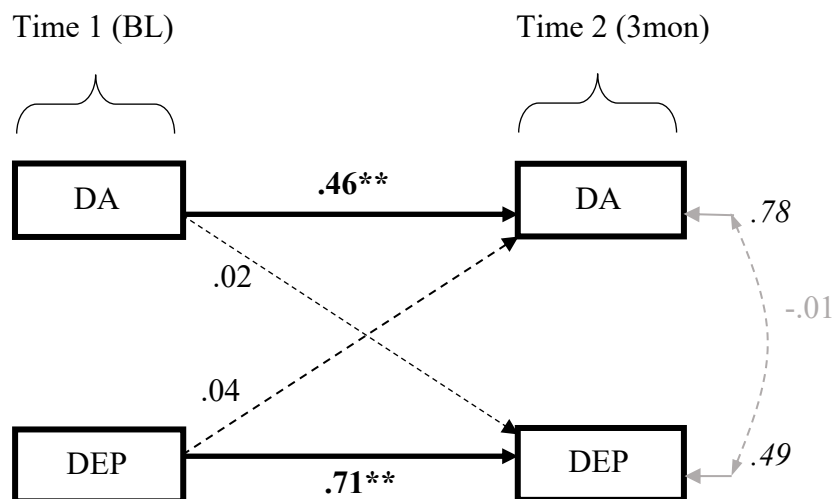 Time 1 (BL) Time 2 (3mon)
DA .46** DA .78
.02
-.01
.04
DEP .71** DEP .49